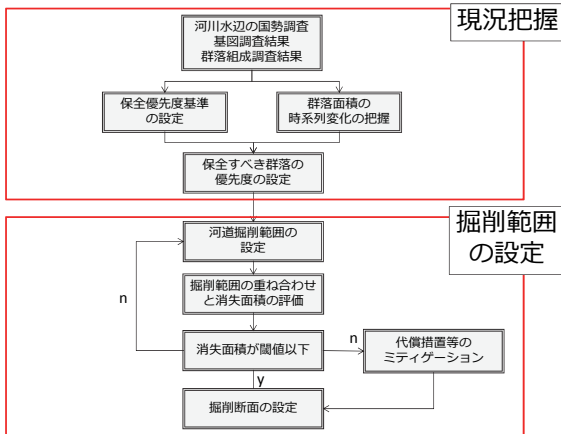 現況把握
河川水辺の国勢調査
基図調査結果
群落組成調査結果
保全優先度基準
の設定
群落面積の
時系列変化の把握
保全すべき群落の
優先度の設定
掘削範囲
の設定
河道掘削範囲の
設定
n
掘削範囲の重ね合わせ
と消失面積の評価
消失面積が閾値以下
n
代償措置等の
ミティゲーション
y
掘削断面の設定